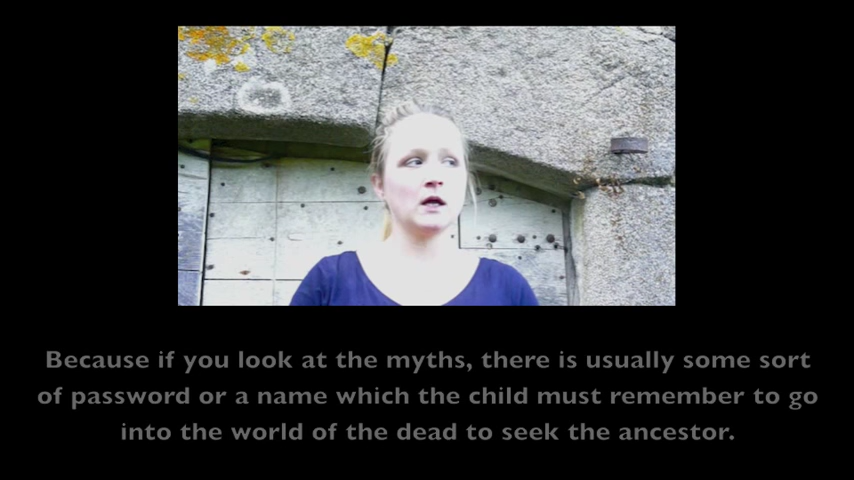 Because if you look at the myths, there is usually some sort
of password or a name which the child must remember to go
into the world of the dead to seek the ancestor.